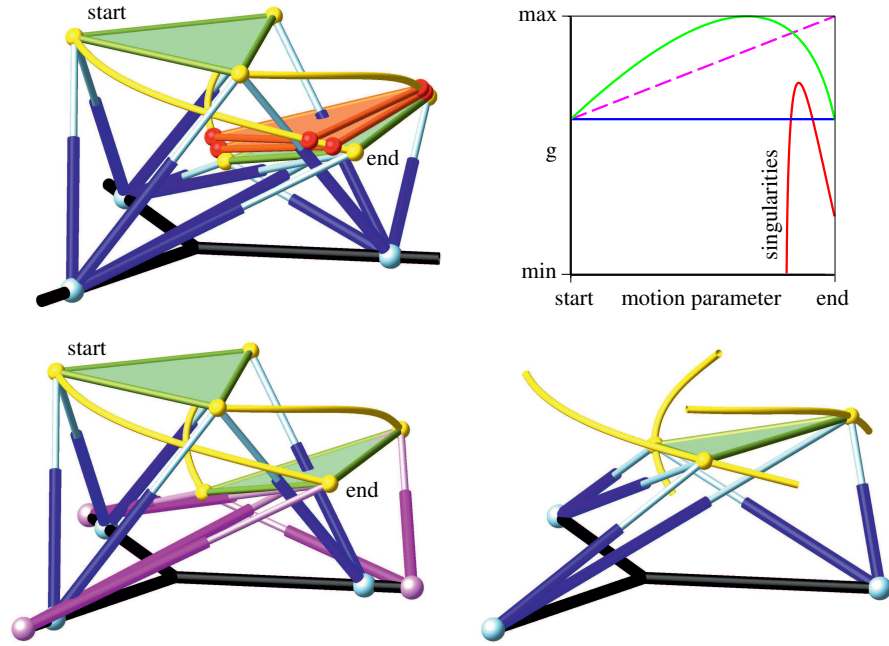 start
end
max
g
singularities
min
start motion parameter end
start
end